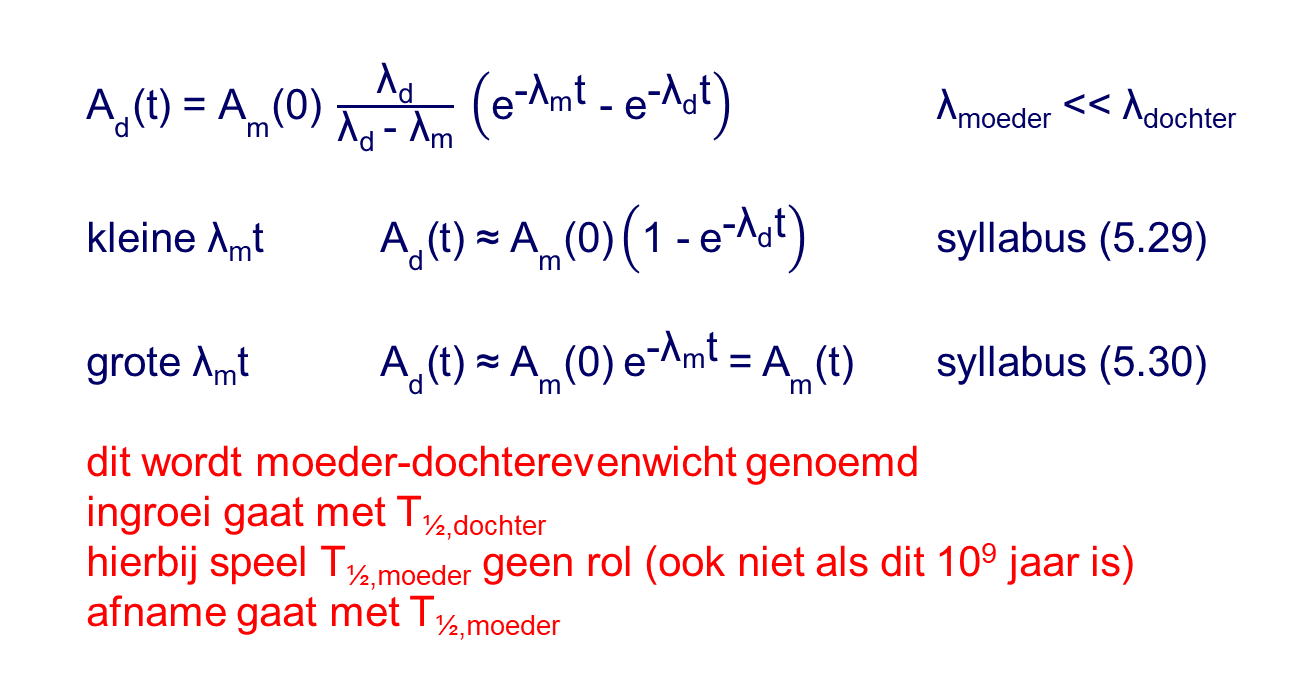 A_d(t) = A_m(0) λ_d / (λ_d - λ_m) (e^(-λ_m t) - e^(-λ_d t)) λ_moeder << λ_dochter
kleine λ_m t A_d(t) ≈ A_m(0) (1 - e^(-λ_d t)) syllabus (5.29)
grote λ_m t A_d(t) ≈ A_m(0) e^(-λ_m t) = A_m(t) syllabus (5.30)
dit wordt moeder-dochterevenwicht genoemd
ingroei gaat met T_½,dochter
hierbij speel T_½,moeder geen rol (ook niet als dit 10⁹ jaar is)
afname gaat met T_½,moeder